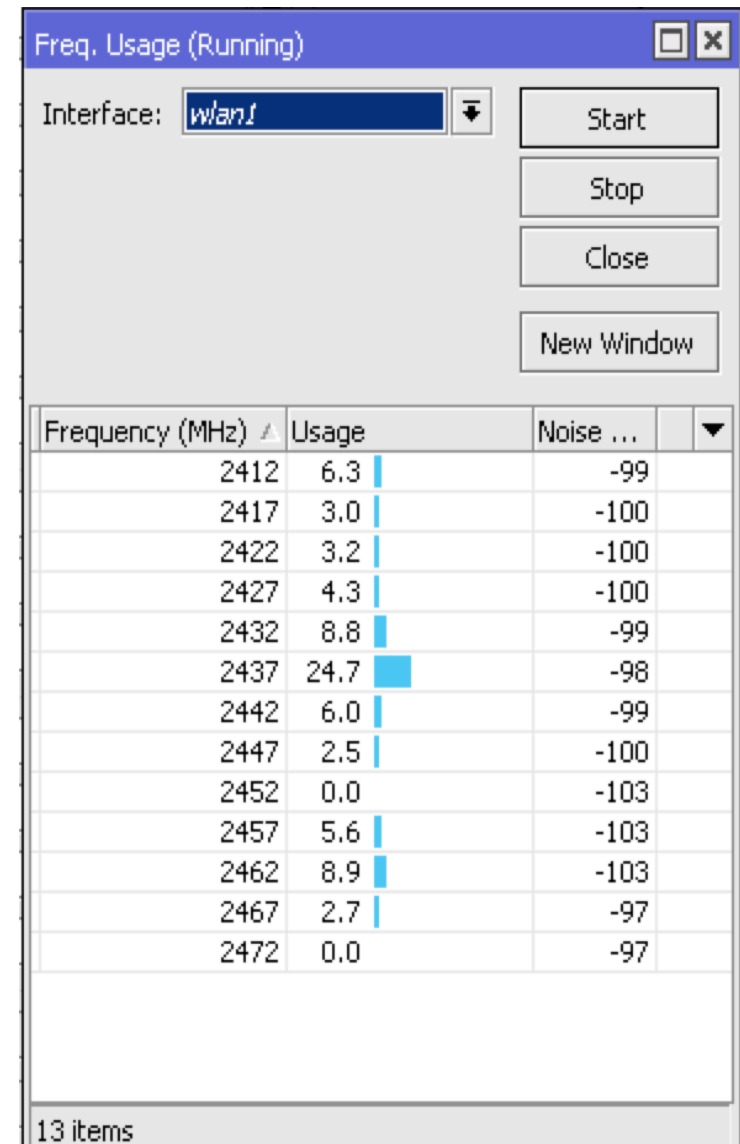 Freq. Usage (Running)
Interface: wlan1
Start
Stop
Close
New Window
Frequency (MHz) Usage Noise ...
2412 6.3 -99
2417 3.0 -100
2422 3.2 -100
2427 4.3 -100
2432 8.8 -99
2437 24.7 -98
2442 6.0 -99
2447 2.5 -100
2452 0.0 -103
2457 5.6 -103
2462 8.9 -103
2467 2.7 -97
2472 0.0 -97
13 items